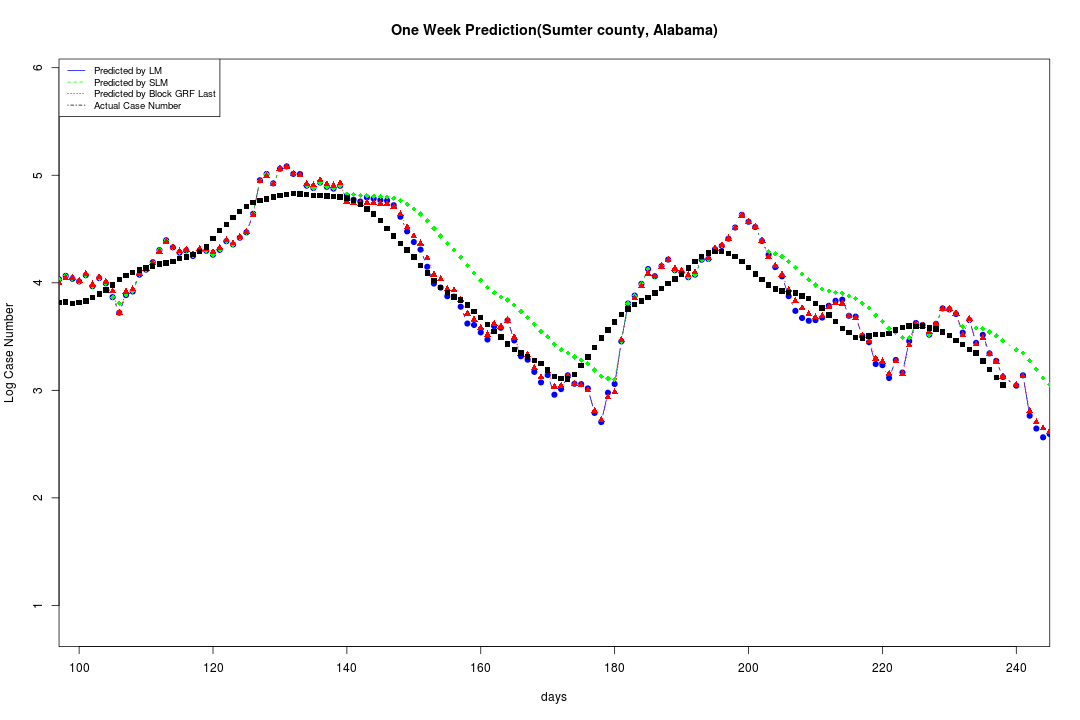 One Week Prediction(Sumter county, Alabama)
Predicted by LM
Predicted by SLM
Predicted by Block GRF Last
Actual Case Number
6
5
4
3
2
1
Log Case Number
100 120 140 160 180 200 220 240
days